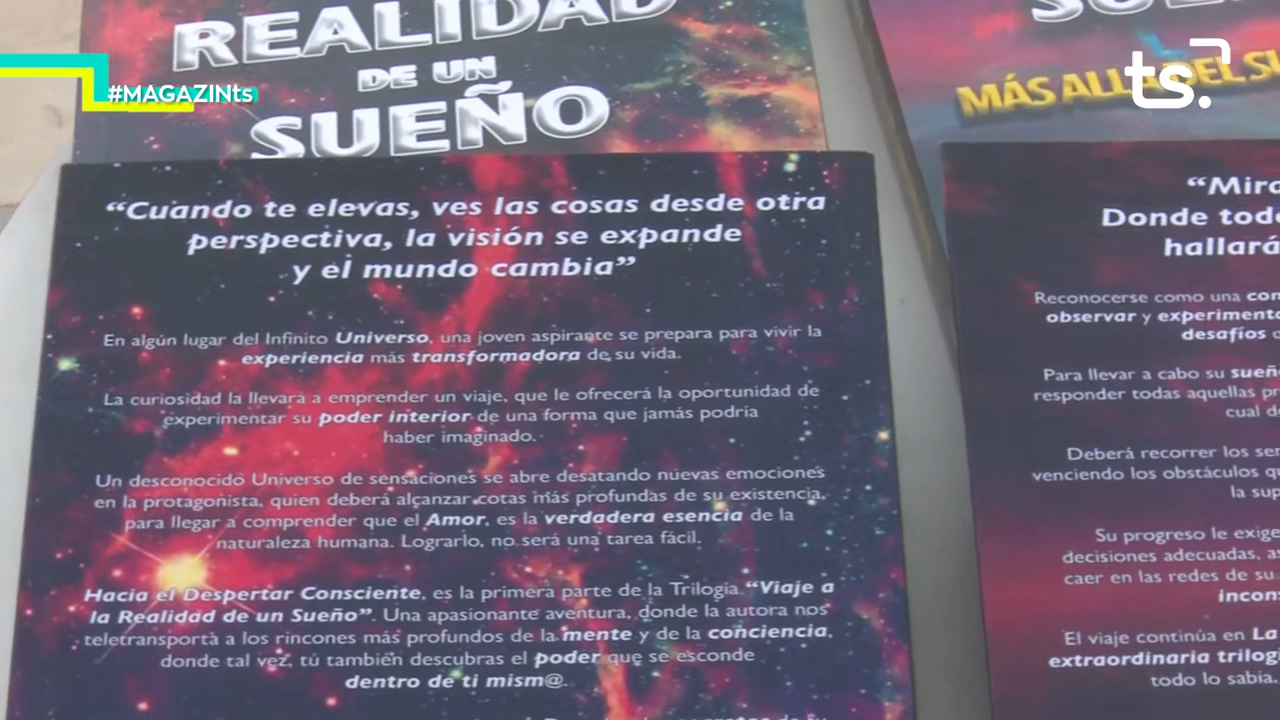 #MAGAZINts
ts.
REALIDAD
DE UN
SUEÑO
MÁS ALLÁ DEL
“Cuando te elevas, ves las cosas desde otra
perspectiva, la visión se expande
y el mundo cambia”
En algún lugar del Infinito Universo, una joven aspirante se prepara para vivir la
experiencia más transformadora de su vida.
La curiosidad la llevará a emprender un viaje, que le ofrecerá la oportunidad de
experimentar su poder interior de una forma que jamás podría
haber imaginado.
Un desconocido Universo de sensaciones se abre desatando nuevas emociones
en la protagonista, quien deberá alcanzar cotas más profundas de su existencia,
para llegar a comprender que el Amor, es la verdadera esencia de la
naturaleza humana. Lograrlo, no será una tarea fácil.
Hacia el Despertar Consciente, es la primera parte de la Trilogía “Viaje a
la Realidad de un Sueño”. Una apasionante aventura, donde la autora nos
teletransporta a los rincones más profundos de la mente y de la conciencia,
donde tal vez, tú también descubras el poder que se esconde
dentro de ti mism@.
“Mira
Donde tod
hallará
Reconocerse como una con
observar y experimenta
desafíos
Para llevar a cabo su sueñ
responder todas aquellas pr
cual d
Deberá recorrer los sen
venciendo los obstáculos qu
la sup
Su progreso le exige
decisiones adecuadas, a
caer en las redes de su
incon
El viaje continúa en La
extraordinaria trilogí
todo lo sabía.